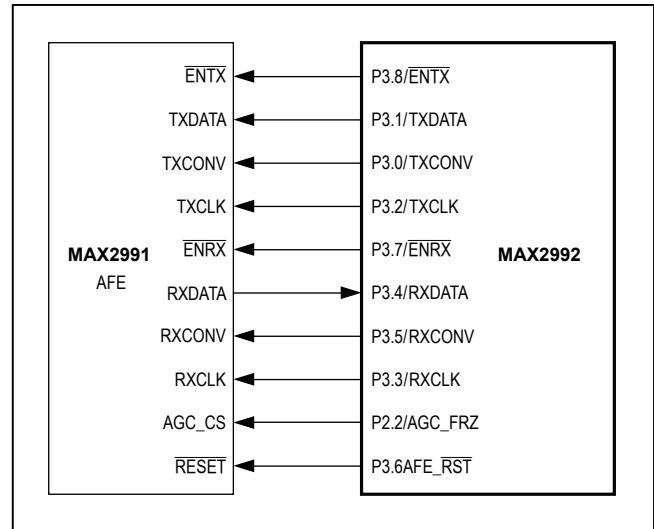 ENTX P3.8/ENTX
TXDATA P3.1/TXDATA
TXCONV P3.0/TXCONV
TXCLK P3.2/TXCLK
ENRX P3.7/ENRX
MAX2991 MAX2992
AFE
RXDATA P3.4/RXDATA
RXCONV P3.5/RXCONV
RXCLK P3.3/RXCLK
AGC_CS P2.2/AGC_FRZ
RESET P3.6AFE_RST